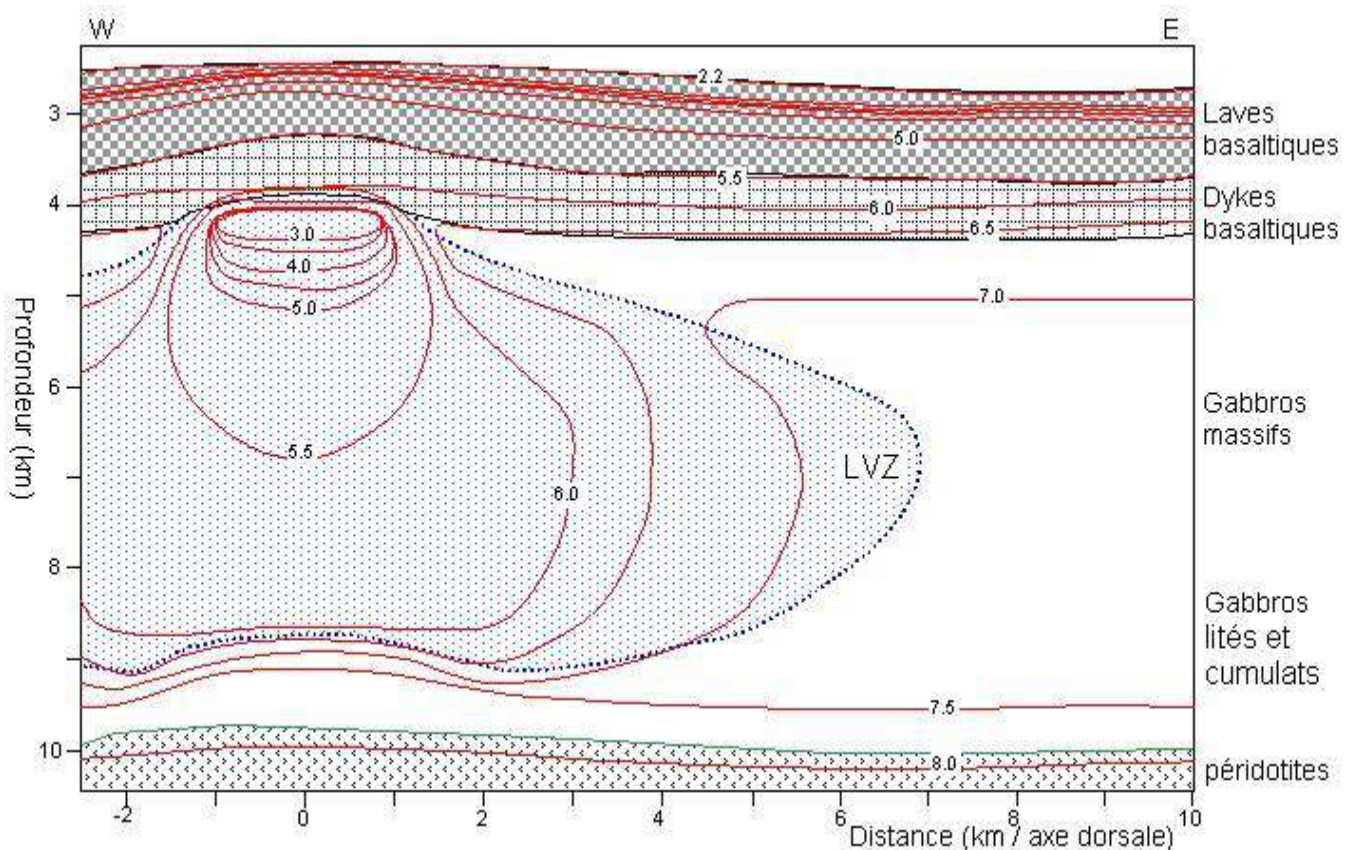 W
E
2.2
3
Laves
basaltiques
5.0
5.5
4
Dykes
basaltiques
6.0
6.5
3.0
4.0
5.0
7.0
Profondeur (km)
6
Gabbros
massifs
5.5
LVZ
6.0
8
Gabbros
lités et
cumulats
7.5
10
8.0
péridotites
-2
0
2
4
6
8
10
Distance (km / axe dorsale)